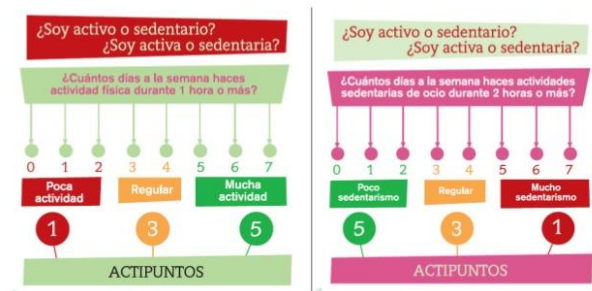 ¿Soy activo o sedentario?
¿Soy activa o sedentaria?
¿Cuántos días a la semana haces
actividad física durante 1 hora o más?
0 1 2 3 4 5 6 7
Poca
actividad
Regular
Mucha
actividad
1 3 5
ACTIPUNTOS
¿Soy activo o sedentario?
¿Soy activa o sedentaria?
¿Cuántos días a la semana haces actividades
sedentarias de ocio durante 2 horas o más?
0 1 2 3 4 5 6 7
Poco
sedentarismo
Regular
Mucho
sedentarismo
5 3 1
ACTIPUNTOS